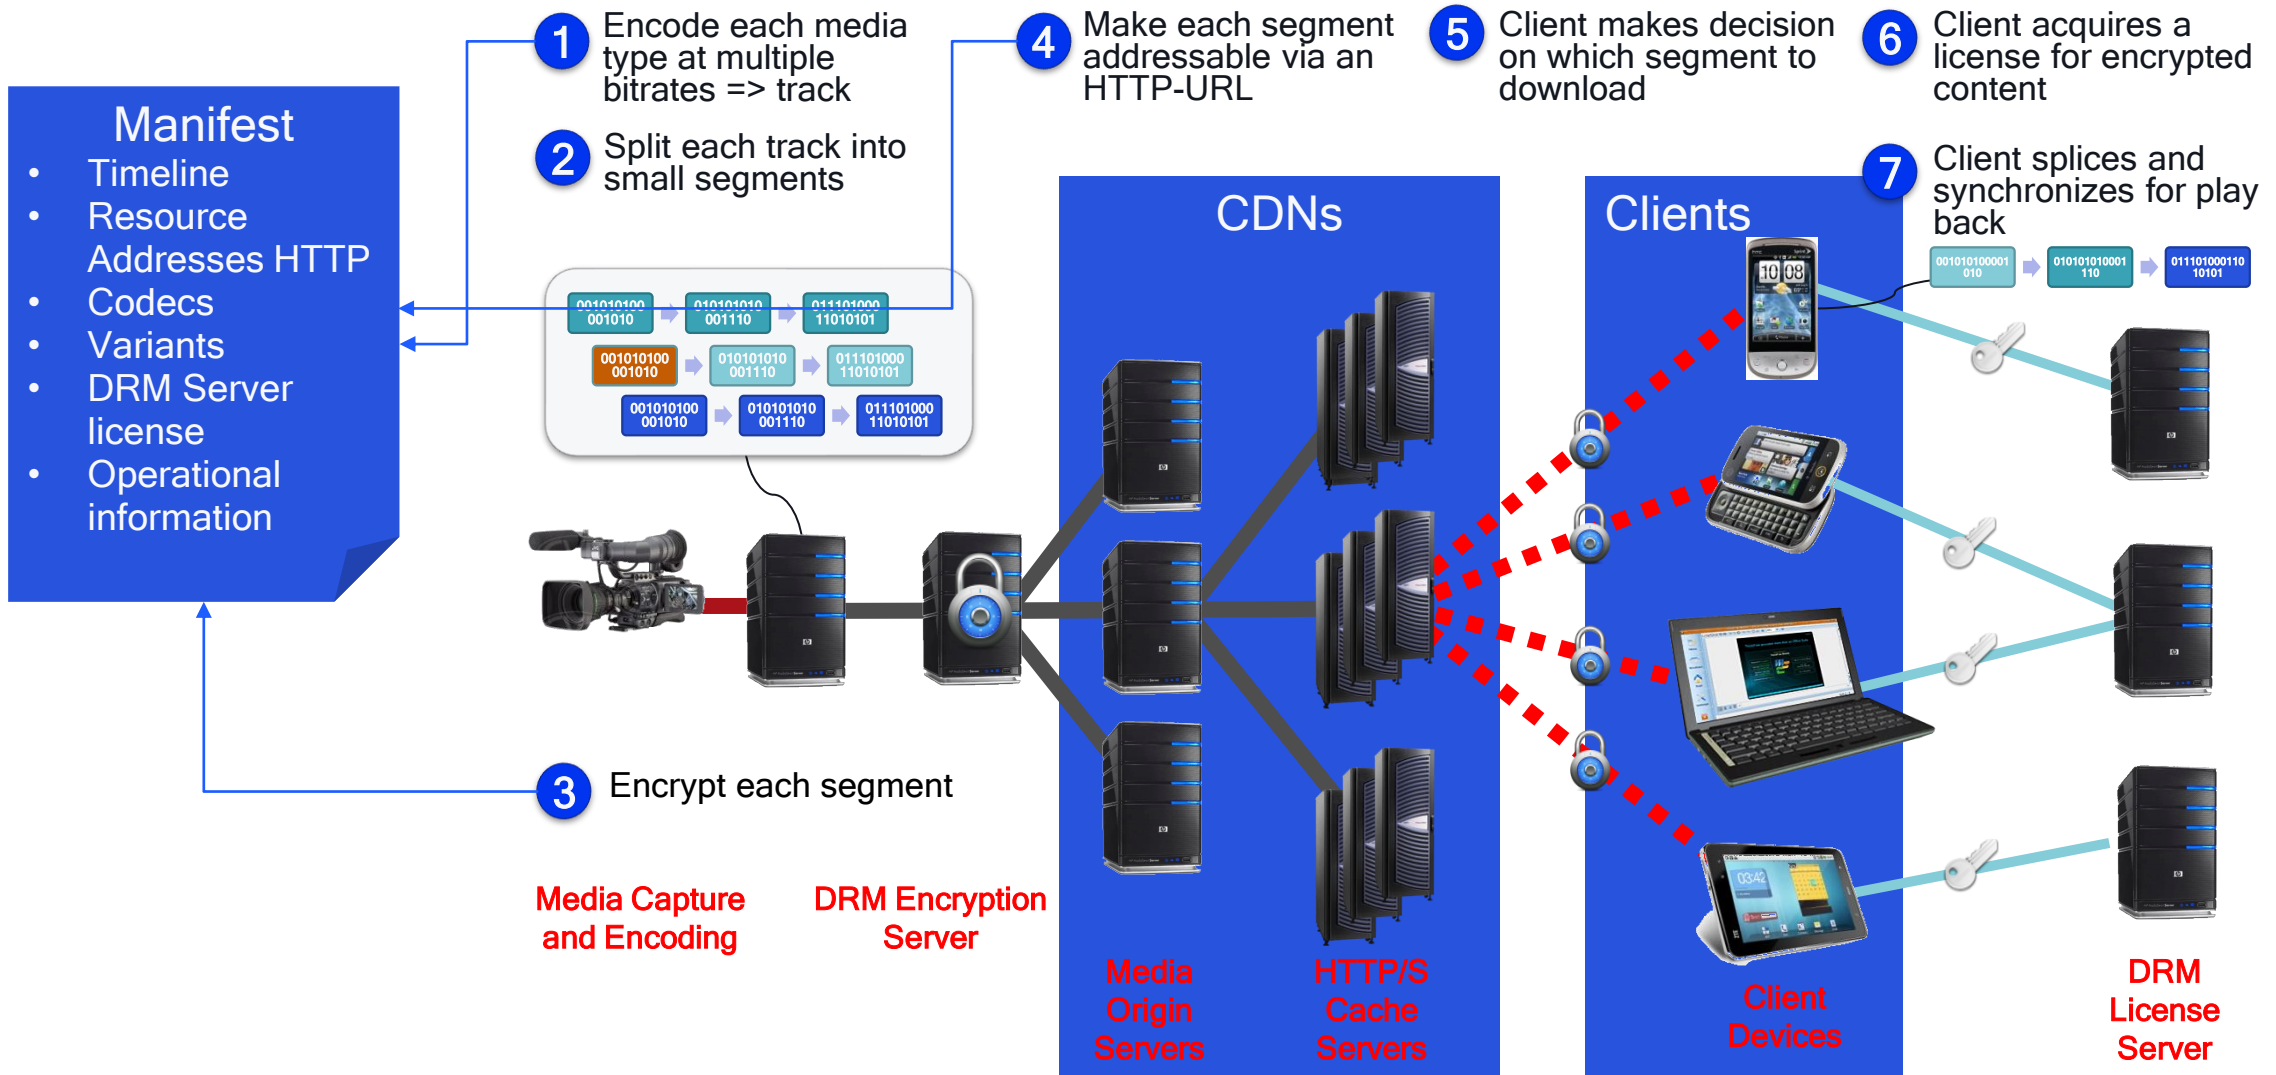 1
Encode each media
type at multiple
bitrates => track
2
Split each track into
small segments
4
Make each segment
addressable via an
HTTP-URL
5
Client makes decision
on which segment to
download
6
Client acquires a
license for encrypted
content
7
Client splices and
synchronizes for play
back
Manifest
• Timeline
• Resource
Addresses HTTP
• Codecs
• Variants
• DRM Server
license
• Operational
information
CDNs
Clients
001010100
001010
010101010
001110
011101000
11010101
001010100
001010
010101010
001110
011101000
11010101
001010100
001010
010101010
001110
011101000
11010101
001010100001
010
010101010001
110
011101000110
10101
10 08
03:42
3
Encrypt each segment
Media Capture
and Encoding
DRM Encryption
Server
Media
Origin
Servers
HTTP/S
Cache
Servers
Client
Devices
DRM
License
Server